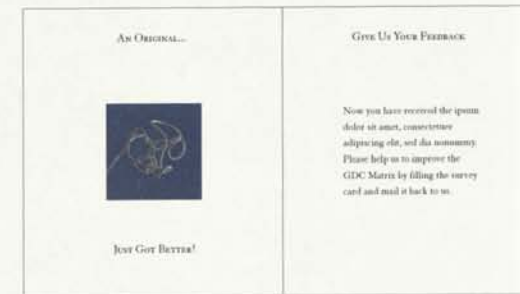 An Original...
Just Got Better!
Give Us Your Feedback
Now you have received the ipsum
dolor sit amet, consectetuer
adipiscing elit, sed dia nonummy.
Please help us to improve the
GDC Matrix by filling the survey
card and mail it back to us.